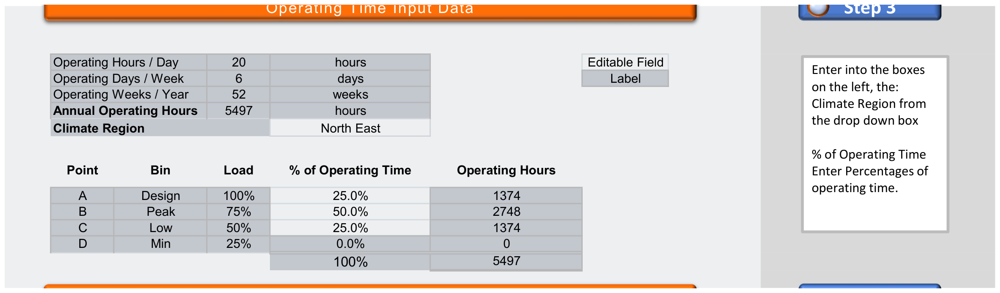 Operating Time Input Data
Step 3
Operating Hours / Day 20 hours
Operating Days / Week 6 days
Operating Weeks / Year 52 weeks
Annual Operating Hours 5497 hours
Climate Region North East
Editable Field
Label
Enter into the boxes
on the left, the:
Climate Region from
the drop down box
% of Operating Time
Enter Percentages of
operating time.
Point Bin Load % of Operating Time Operating Hours
A Design 100% 25.0% 1374
B Peak 75% 50.0% 2748
C Low 50% 25.0% 1374
D Min 25% 0.0% 0
100% 5497